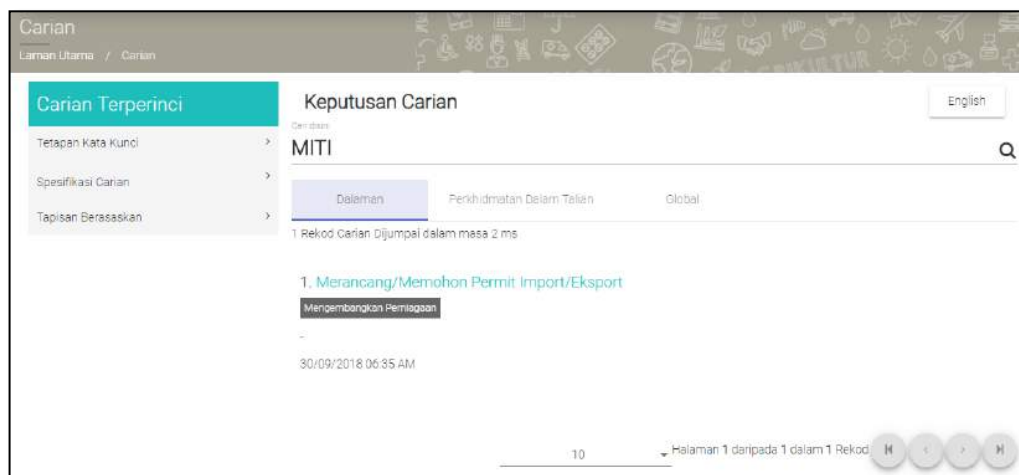 Carian
Laman Utama / Carian
Carian Terperinci
Tetapan Kata Kunci
Spesifikasi Carian
Tapisan Berasaskan
Keputusan Carian
English
Cari disini
MITI
Dalaman Perkhidmatan Dalam Talian Global
1 Rekod Carian Dijumpai dalam masa 2 ms
1. Merancang/Memohon Permit Import/Eksport
Mengembangkan Perniagaan
-
30/09/2018 06:35 AM
10 Halaman 1 daripada 1 dalam 1 Rekod